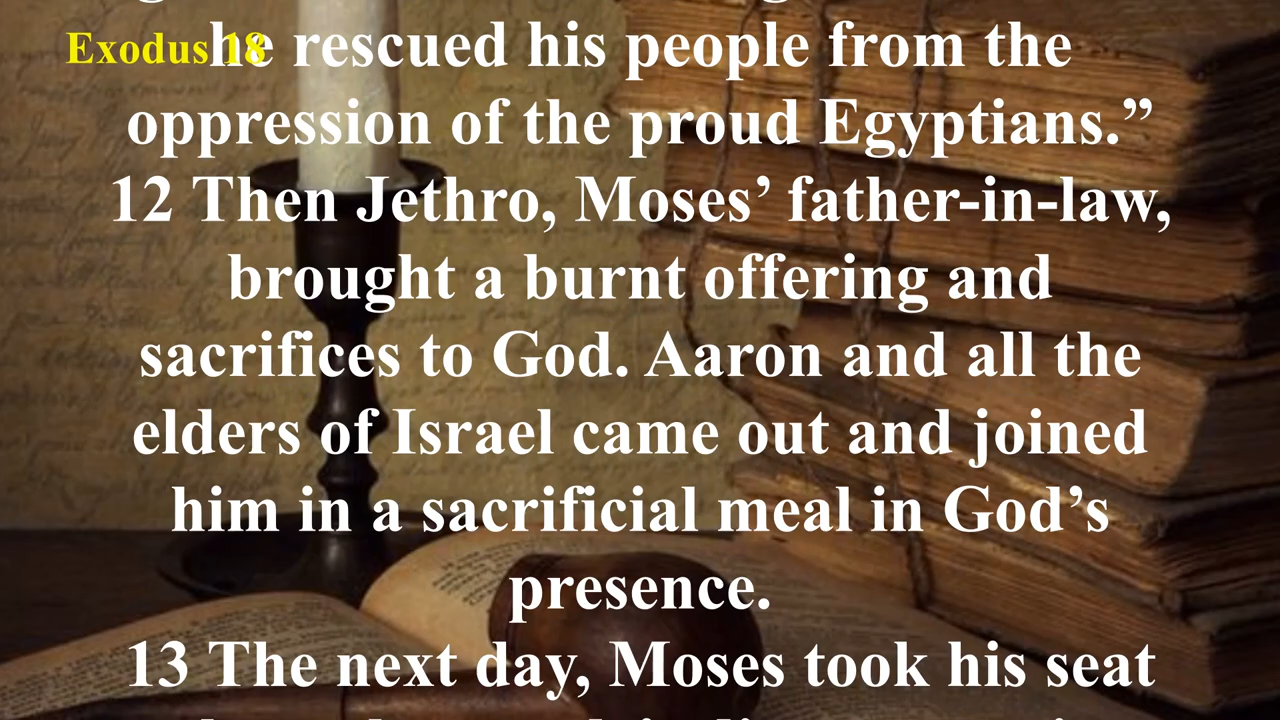 Exodus 18
he rescued his people from the
oppression of the proud Egyptians.”
12 Then Jethro, Moses’ father-in-law,
brought a burnt offering and
sacrifices to God. Aaron and all the
elders of Israel came out and joined
him in a sacrificial meal in God’s
presence.
13 The next day, Moses took his seat